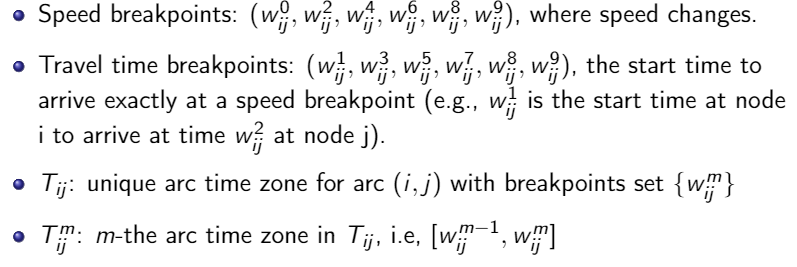 • Speed breakpoints: (w_{ij}^0, w_{ij}^2, w_{ij}^4, w_{ij}^6, w_{ij}^8, w_{ij}^9), where speed changes.
• Travel time breakpoints: (w_{ij}^1, w_{ij}^3, w_{ij}^5, w_{ij}^7, w_{ij}^8, w_{ij}^9), the start time to
arrive exactly at a speed breakpoint (e.g., w_{ij}^1 is the start time at node
i to arrive at time w_{ij}^2 at node j).
• T_{ij}: unique arc time zone for arc (i, j) with breakpoints set {w_{ij}^m}
• T_{ij}^m: m-the arc time zone in T_{ij}, i.e, [w_{ij}^{m-1}, w_{ij}^m]